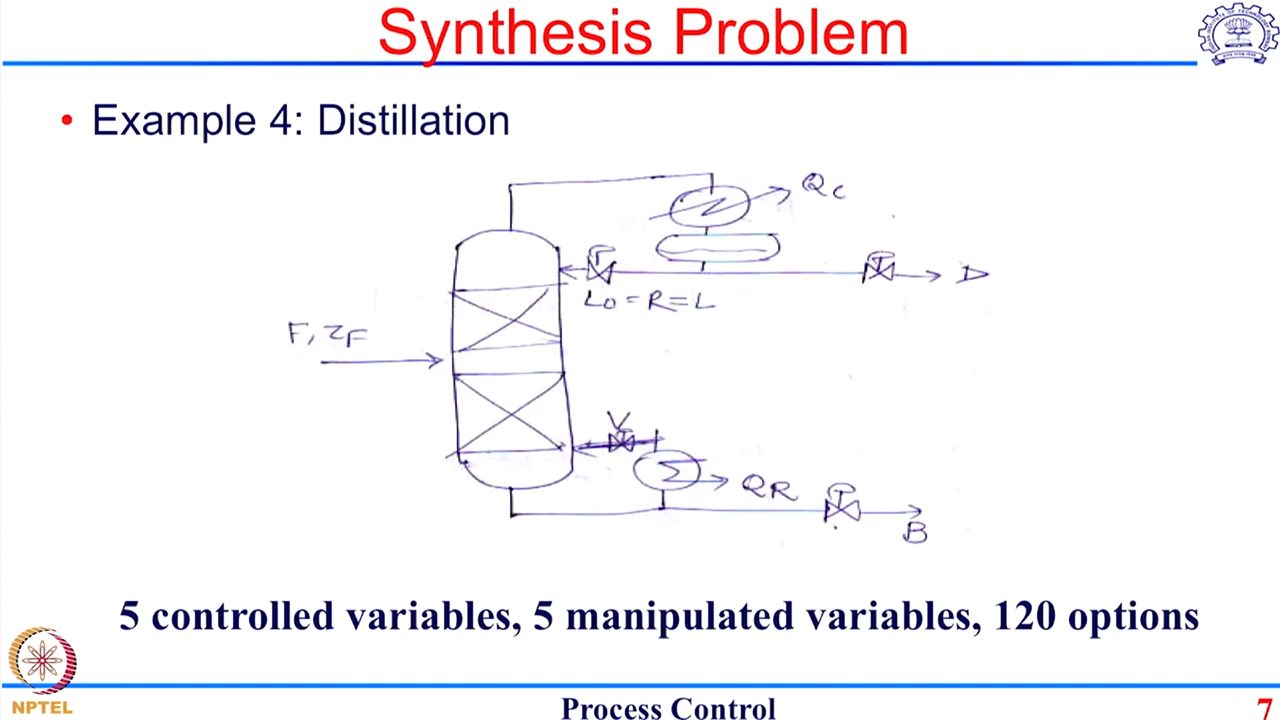 Synthesis Problem
• Example 4: Distillation
Qc
D
L0 = R = L
F, ZF
V
QR
B
5 controlled variables, 5 manipulated variables, 120 options
NPTEL
Process Control
7